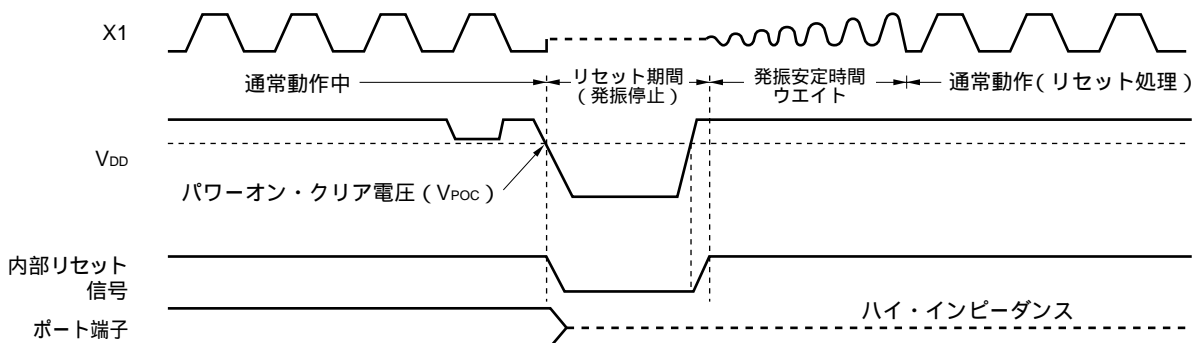 X1
通常動作中
リセット期間
(発振停止)
発振安定時間
ウエイト
通常動作(リセット処理)
VDD
パワーオン・クリア電圧(VPOC)
内部リセット
信号
ハイ・インピーダンス
ポート端子